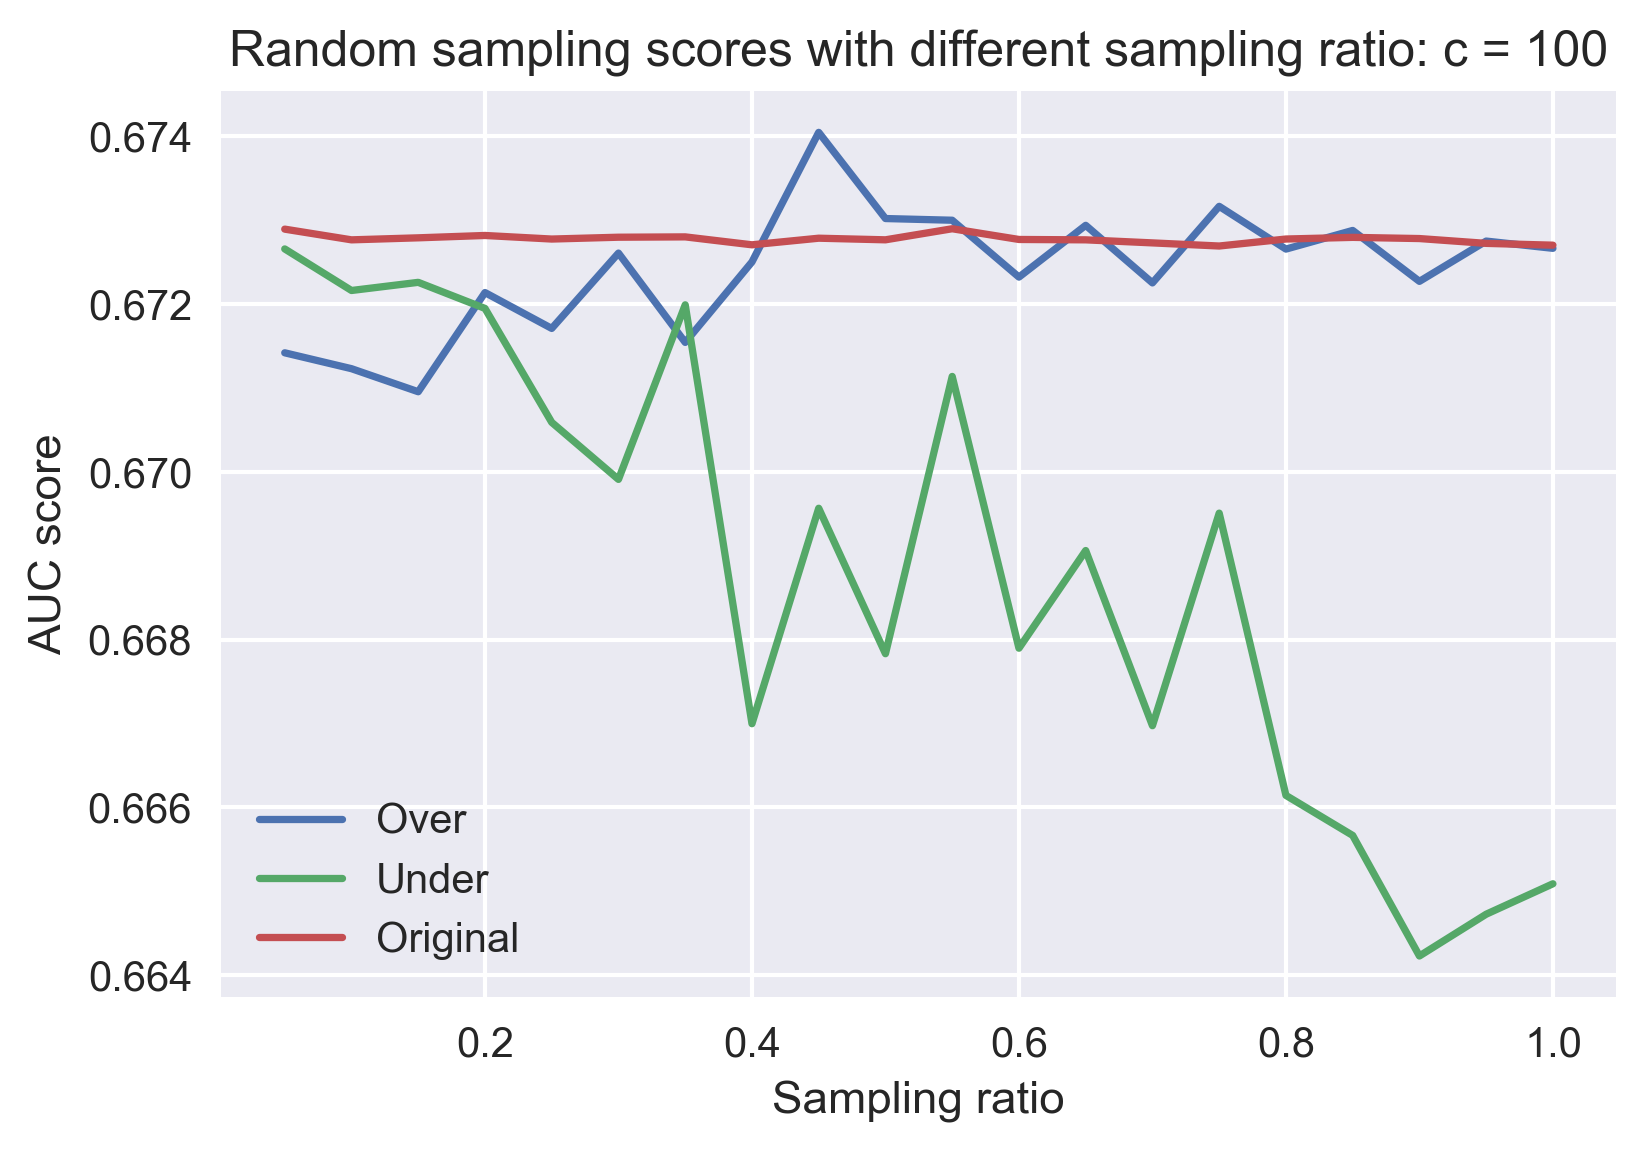 Random sampling scores with different sampling ratio: c = 100
0.674
0.672
0.670
0.668
0.666
0.664
AUC score
Over
Under
Original
0.2 0.4 0.6 0.8 1.0
Sampling ratio